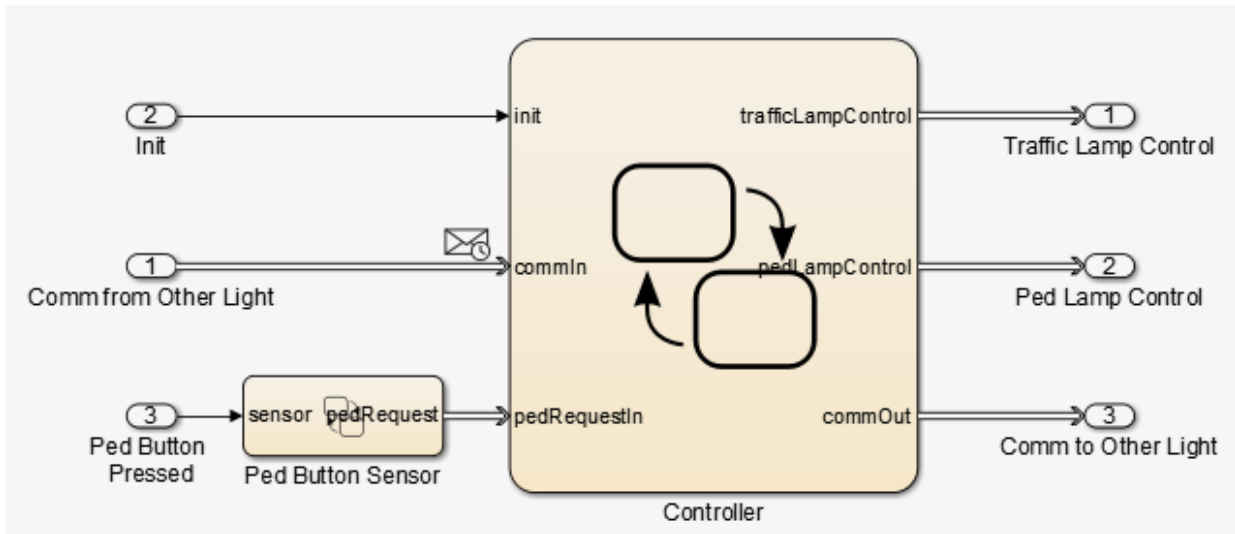 2
Init
init
trafficLampControl
1
Traffic Lamp Control
1
Comm from Other Light
commIn
pedLampControl
2
Ped Lamp Control
3
Ped Button
Pressed
sensor
pedRequest
Ped Button Sensor
pedRequestIn
commOut
3
Comm to Other Light
Controller